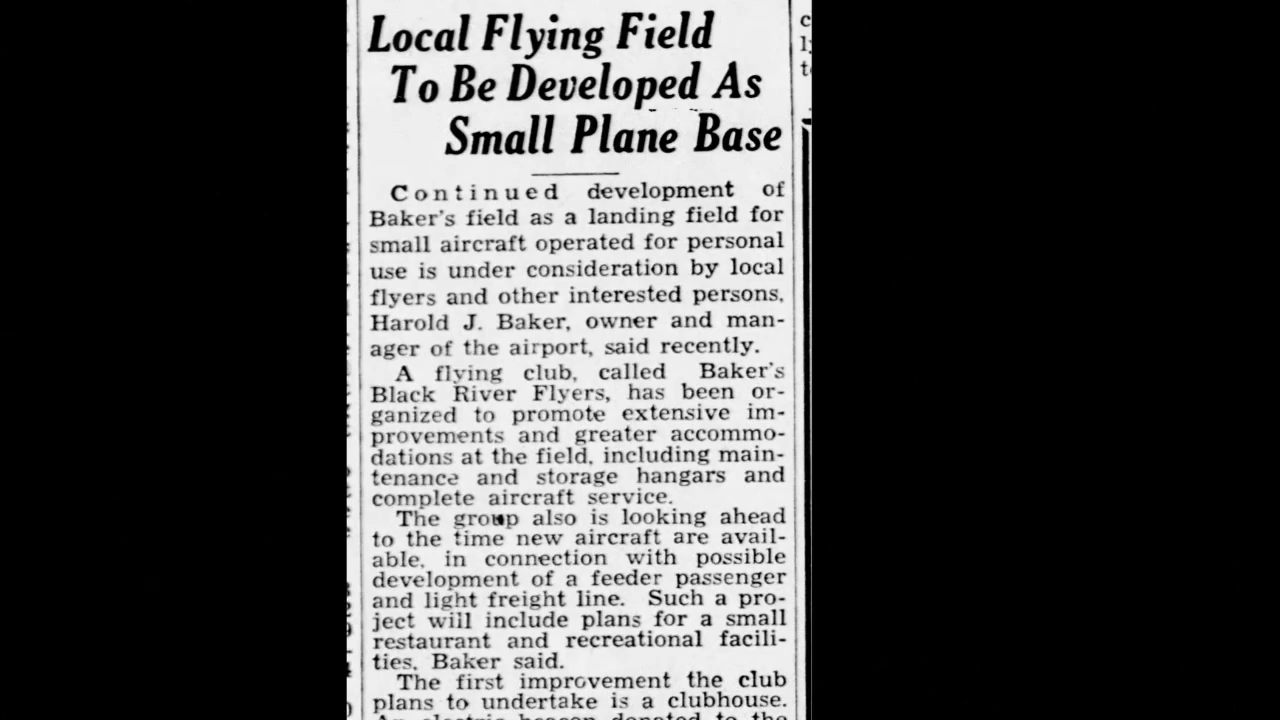 Local Flying Field
To Be Developed As
Small Plane Base
Continued development of
Baker's field as a landing field for
small aircraft operated for personal
use is under consideration by local
flyers and other interested persons,
Harold J. Baker, owner and man-
ager of the airport, said recently.
A flying club, called Baker's
Black River Flyers, has been or-
ganized to promote extensive im-
provements and greater accommo-
dations at the field, including main-
tenance and storage hangars and
complete aircraft service.
The group also is looking ahead
to the time new aircraft are avail-
able, in connection with possible
development of a feeder passenger
and light freight line. Such a pro-
ject will include plans for a small
restaurant and recreational facili-
ties, Baker said.
The first improvement the club
plans to undertake is a clubhouse.
An electric beacon donated to the